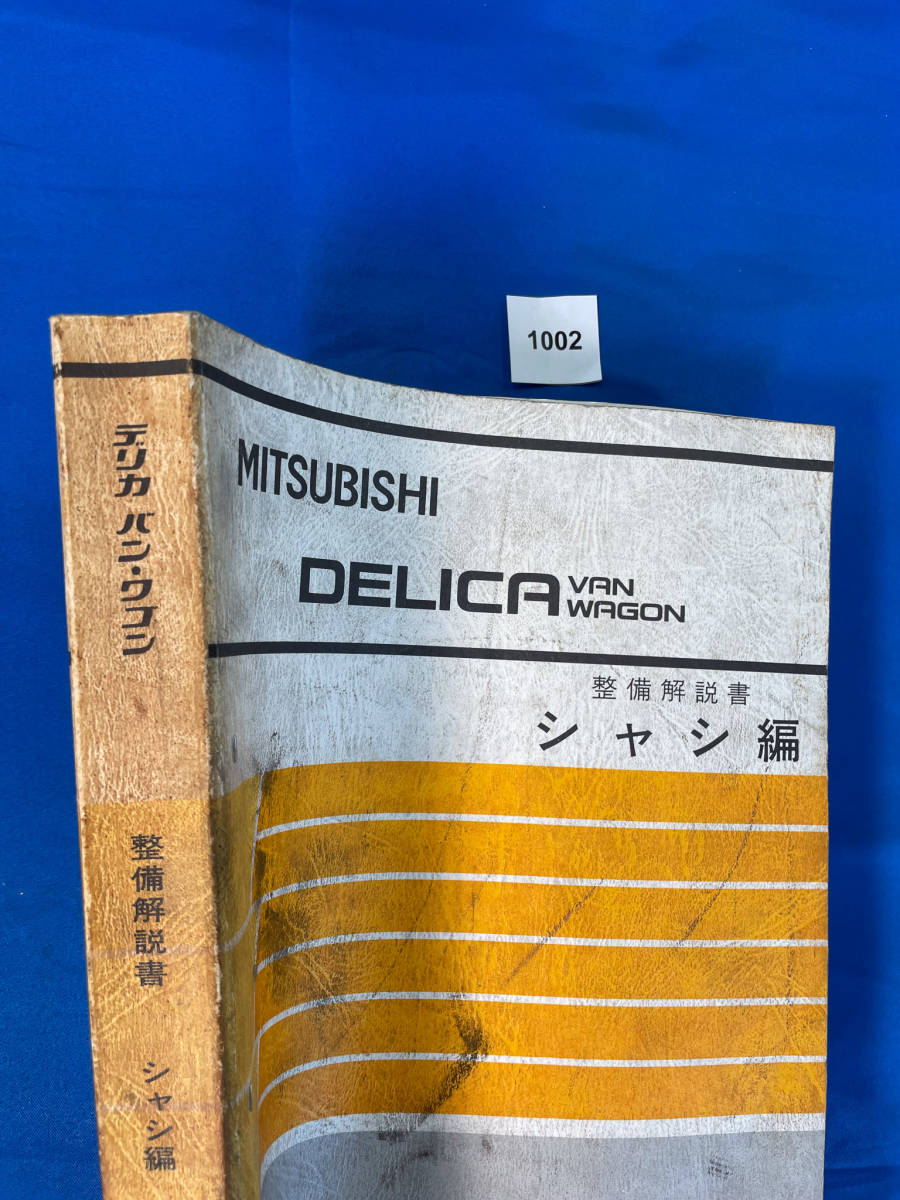 1002
MITSUBISHI
DELICA VAN WAGON
整備解説書
シャシ編
デリカ バン・ワゴン
整備解説書 シャシ編